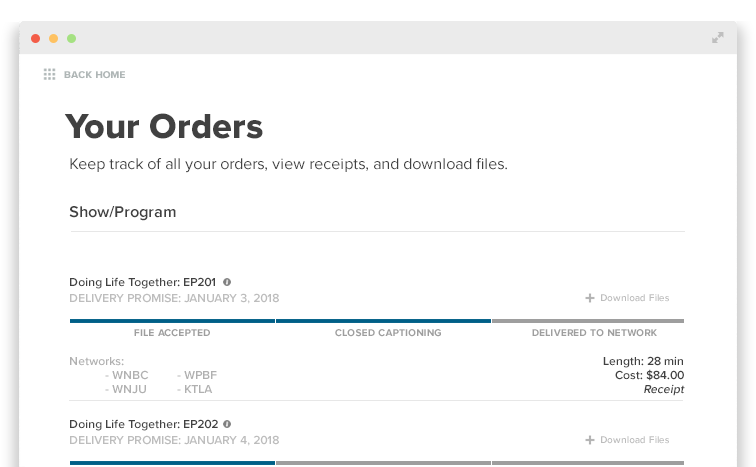 BACK HOME
Your Orders
Keep track of all your orders, view receipts, and download files.
Show/Program
Doing Life Together: EP201 i
DELIVERY PROMISE: JANUARY 3, 2018
+ Download Files
FILE ACCEPTED CLOSED CAPTIONING DELIVERED TO NETWORK
Networks:
- WNBC - WPBF
- WNJU - KTLA
Length: 28 min
Cost: $84.00
Receipt
Doing Life Together: EP202 i
DELIVERY PROMISE: JANUARY 4, 2018
+ Download Files